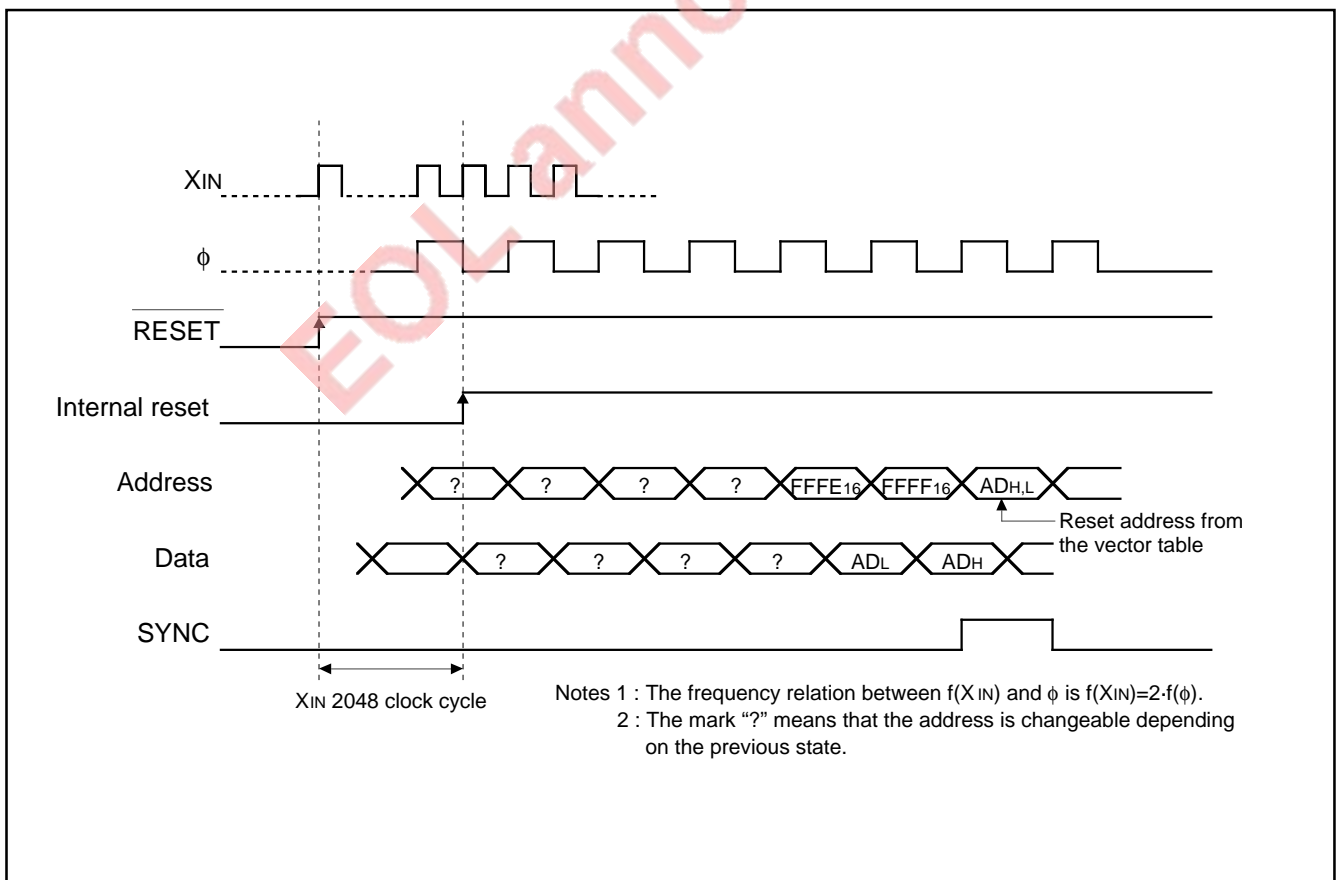 EOL anno
XIN
ϕ
RESET
Internal reset
Address
? ? ? ? FFFE16 FFFF16 ADH,L
Reset address from
the vector table
Data
? ? ? ? ADL ADH
SYNC
XIN 2048 clock cycle
Notes 1 : The frequency relation between f(XIN) and ϕ is f(XIN)=2·f(ϕ).
2 : The mark “?” means that the address is changeable depending
on the previous state.